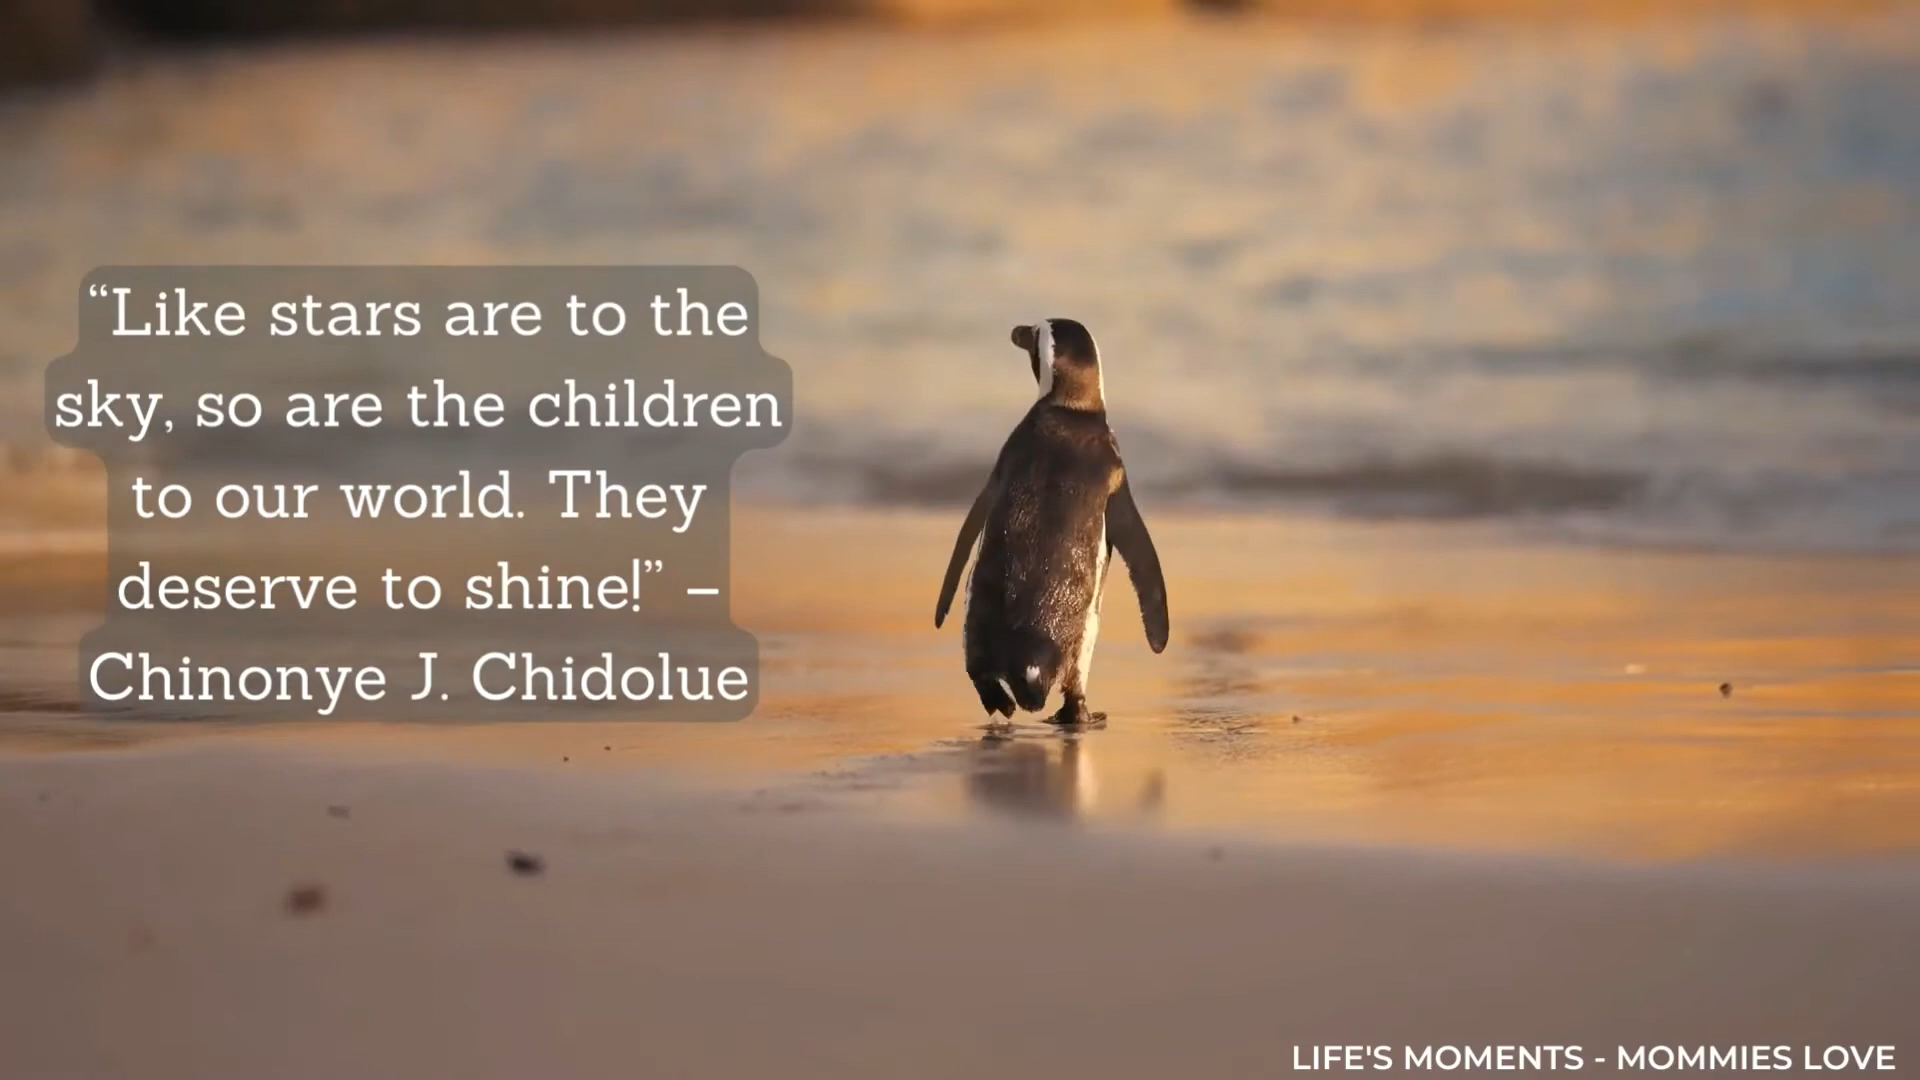 “Like stars are to the
sky, so are the children
to our world. They
deserve to shine!” –
Chinonye J. Chidolue
LIFE'S MOMENTS - MOMMIES LOVE